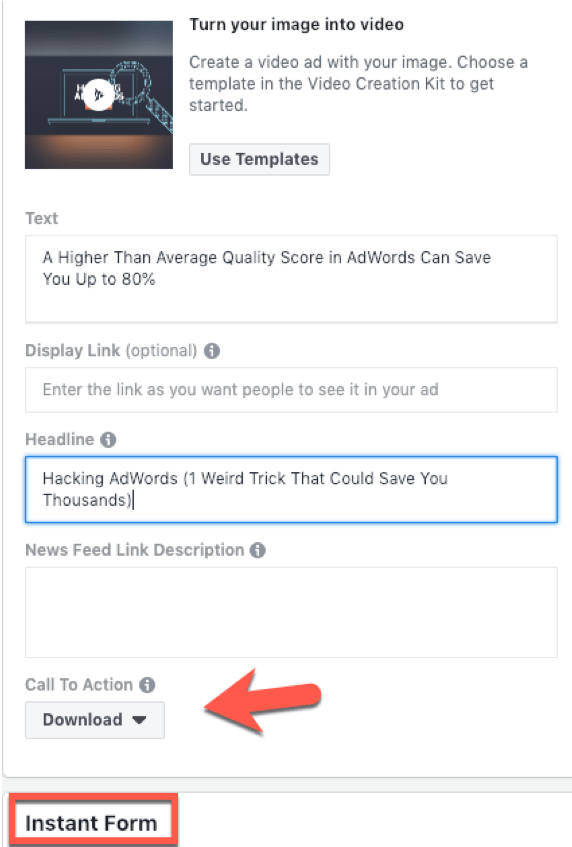 Turn your image into video
Create a video ad with your image. Choose a
template in the Video Creation Kit to get
started.
Use Templates
Text
A Higher Than Average Quality Score in AdWords Can Save
You Up to 80%
Display Link (optional)
Enter the link as you want people to see it in your ad
Headline
Hacking AdWords (1 Weird Trick That Could Save You
Thousands)
News Feed Link Description
Call To Action
Download
Instant Form